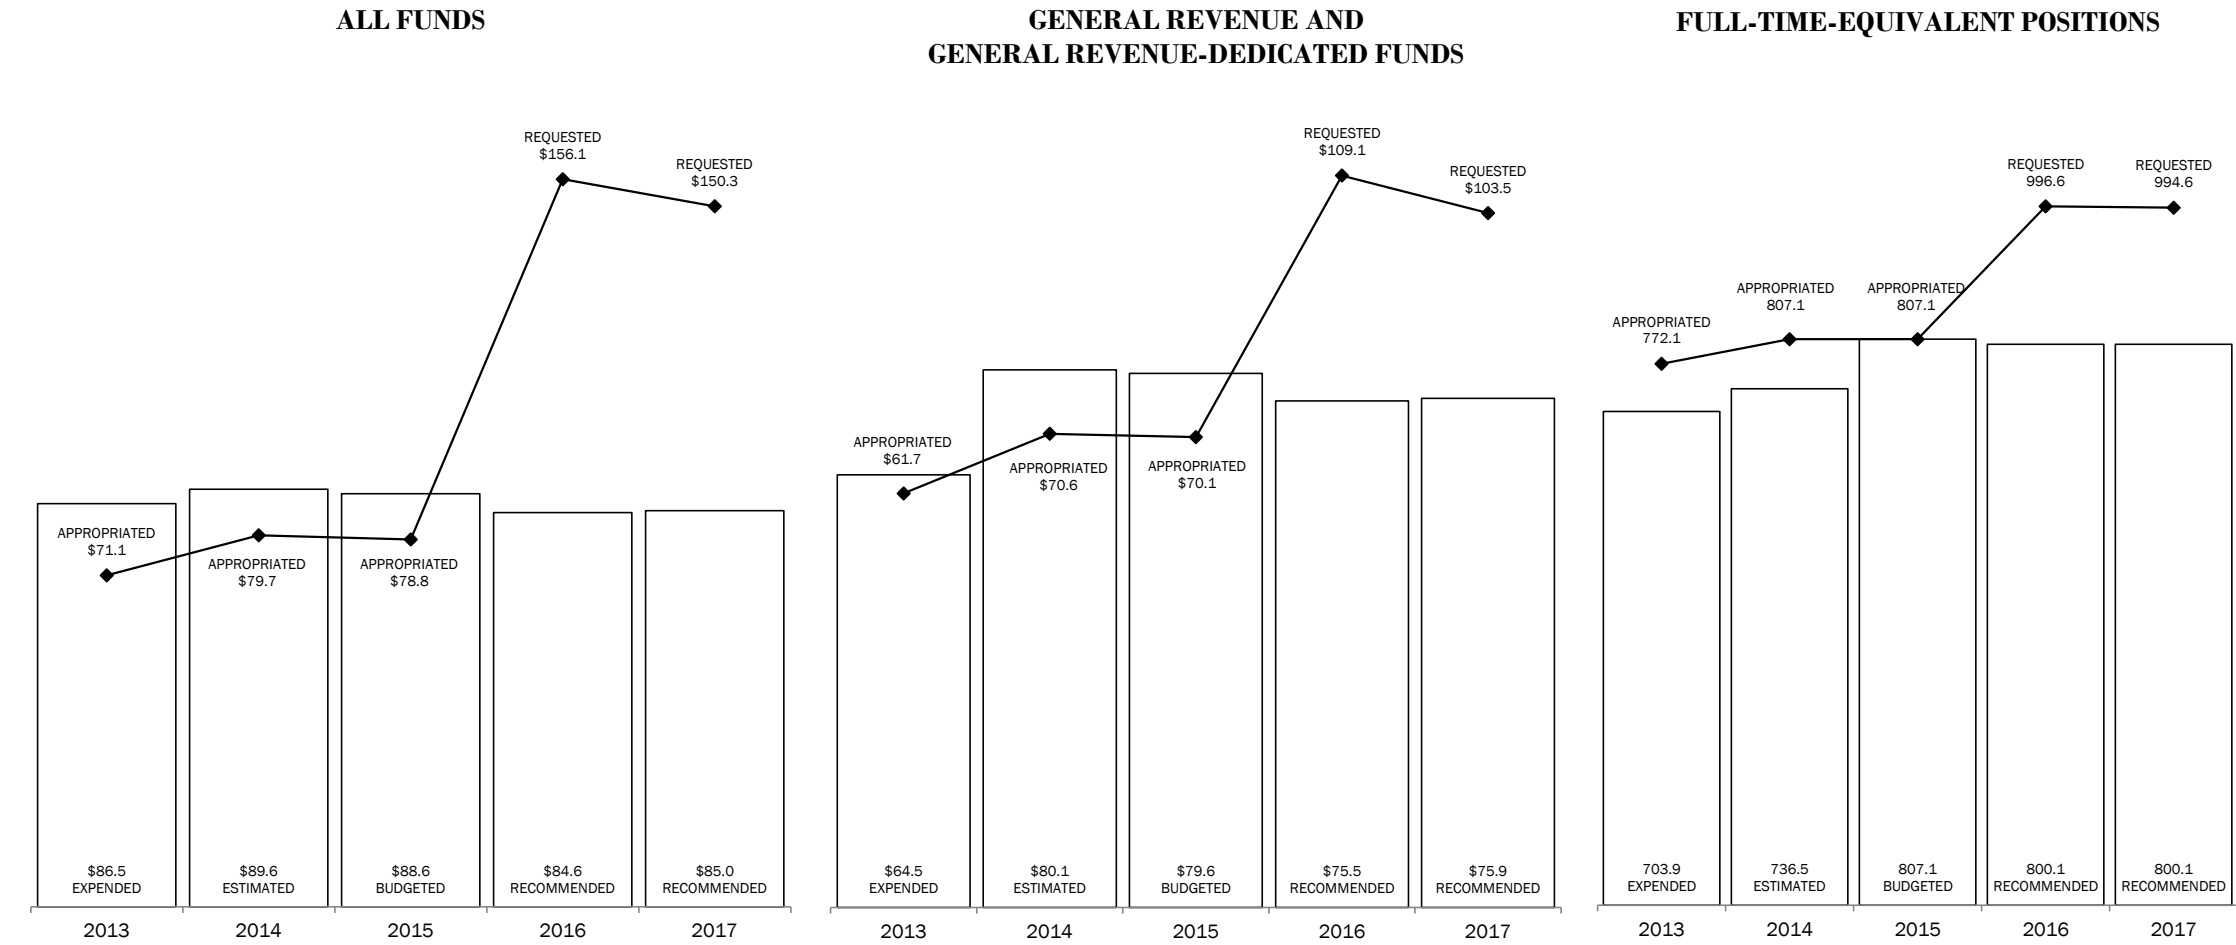 ALL FUNDS
REQUESTED
$156.1
REQUESTED
$150.3
APPROPRIATED
$71.1
APPROPRIATED
$79.7
APPROPRIATED
$78.8
$86.5
EXPENDED
$89.6
ESTIMATED
$88.6
BUDGETED
$84.6
RECOMMENDED
$85.0
RECOMMENDED
2013
2014
2015
2016
2017
GENERAL REVENUE AND
GENERAL REVENUE-DEDICATED FUNDS
REQUESTED
$109.1
REQUESTED
$103.5
APPROPRIATED
$61.7
APPROPRIATED
$70.6
APPROPRIATED
$70.1
$64.5
EXPENDED
$80.1
ESTIMATED
$79.6
BUDGETED
$75.5
RECOMMENDED
$75.9
RECOMMENDED
2013
2014
2015
2016
2017
FULL-TIME-EQUIVALENT POSITIONS
REQUESTED
996.6
REQUESTED
994.6
APPROPRIATED
772.1
APPROPRIATED
807.1
APPROPRIATED
807.1
703.9
EXPENDED
736.5
ESTIMATED
807.1
BUDGETED
800.1
RECOMMENDED
800.1
RECOMMENDED
2013
2014
2015
2016
2017